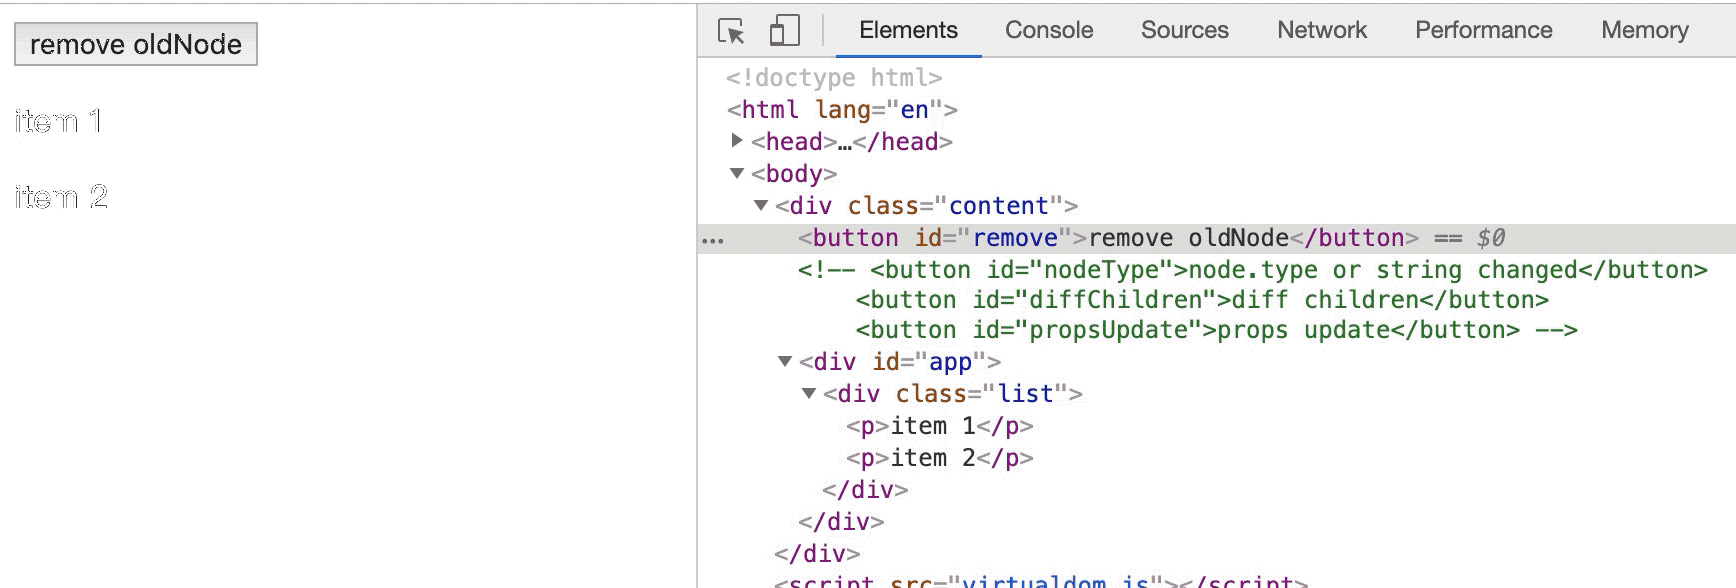 remove oldNode
item 1
item 2
Elements Console Sources Network Performance Memory
<!doctype html>
<html lang="en">
<head>…</head>
<body>
<div class="content">
… <button id="remove">remove oldNode</button> == $0
<!-- <button id="nodeType">node.type or string changed</button>
<button id="diffChildren">diff children</button>
<button id="propsUpdate">props update</button> -->
<div id="app">
<div class="list">
<p>item 1</p>
<p>item 2</p>
</div>
</div>
</div>
<script src="virtualdom.js"></script>